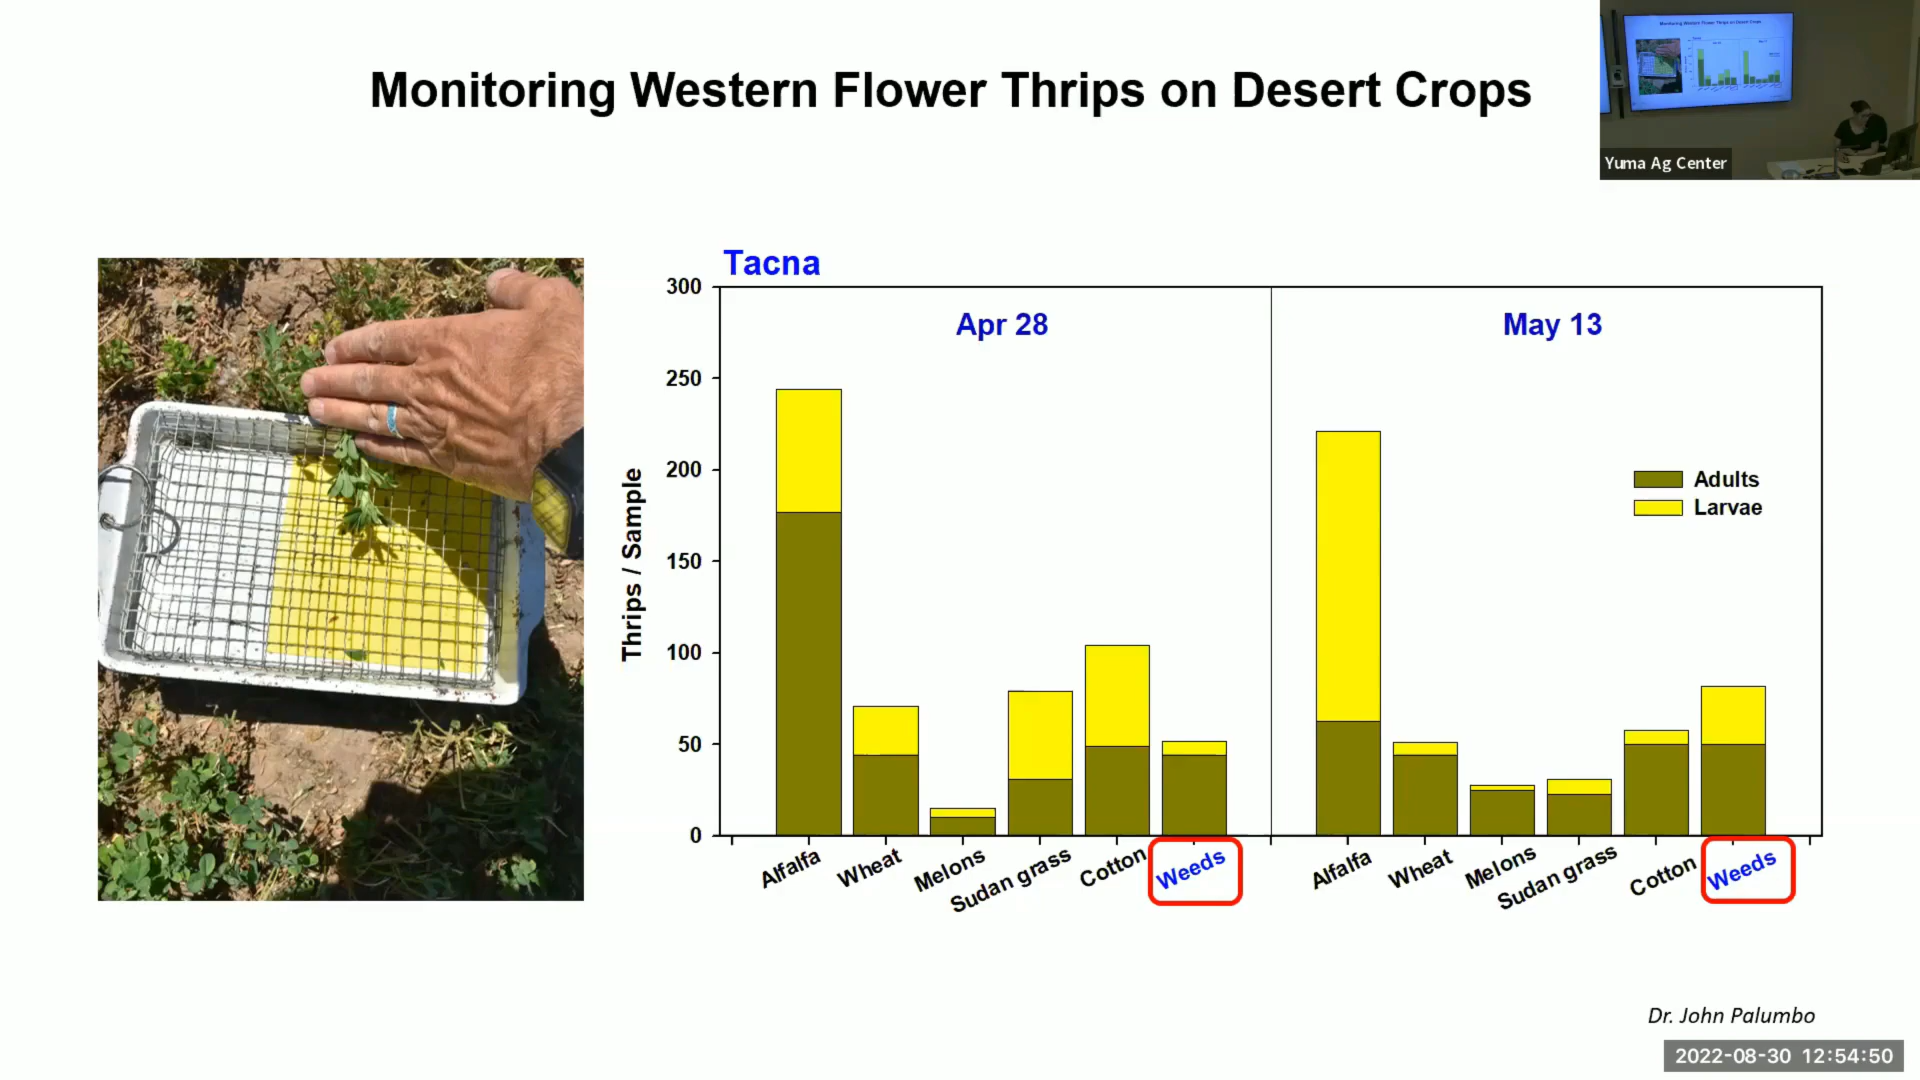 Monitoring Western Flower Thrips on Desert Crops
Yuma Ag Center
Tacna
Apr 28
May 13
Thrips / Sample
300
250
200
150
100
50
0
Adults
Larvae
Alfalfa
Wheat
Melons
Sudan grass
Cotton
Weeds
Alfalfa
Wheat
Melons
Sudan grass
Cotton
Weeds
Dr. John Palumbo
2022-08-30 12:54:50